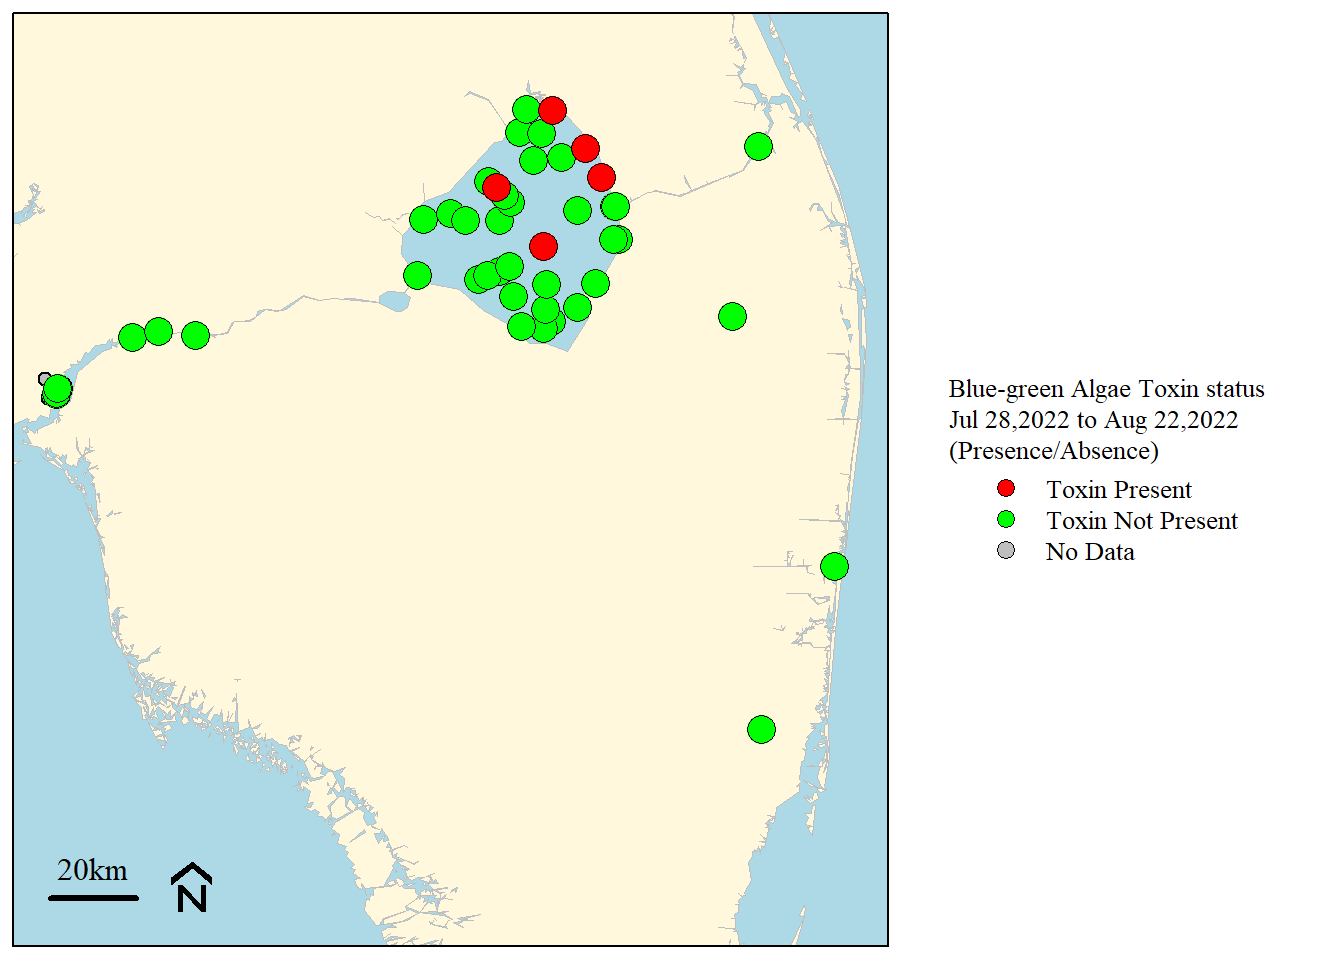 Blue-green Algae Toxin status
Jul 28,2022 to Aug 22,2022
(Presence/Absence)
Toxin Present
Toxin Not Present
No Data
20km
N